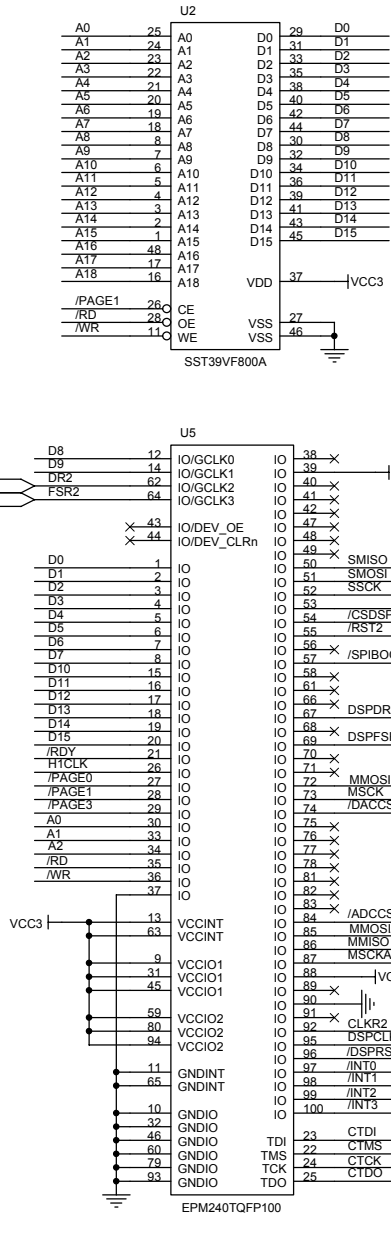 U2
A0 25 A0 D0 29 D0
A1 24 A1 D1 31 D1
A2 23 A2 D2 33 D2
A3 22 A3 D3 35 D3
A4 21 A4 D4 38 D4
A5 20 A5 D5 40 D5
A6 19 A6 D6 42 D6
A7 18 A7 D7 44 D7
A8 8 A8 D8 30 D8
A9 7 A9 D9 32 D9
A10 6 A10 D10 34 D10
A11 5 A11 D11 36 D11
A12 4 A12 D12 39 D12
A13 3 A13 D13 41 D13
A14 2 A14 D14 43 D14
A15 1 A15 D15 45 D15
A16 48 A16
A17 17 A17
A18 16 A18 VDD 37 VCC3
/PAGE1 26 CE
/RD 28 OE VSS 27
/WR 11 WE VSS 46
SST39VF800A
U5
D8 12 IO/GCLK0 IO 38
D9 14 IO/GCLK1 IO 39
DR2 62 IO/GCLK2 IO 40
FSR2 64 IO/GCLK3 IO 41
IO 42
43 IO/DEV_OE IO 47
44 IO/DEV_CLRn IO 48
IO 49
D0 1 IO IO 50 SMISO
D1 2 IO IO 51 SMOSI
D2 3 IO IO 52 SSCK
D3 4 IO IO 53
D4 5 IO IO 54 /CSDSP
D5 6 IO IO 55 /RST2
D6 7 IO IO 56
D7 8 IO IO 57 /SPIBOO
D10 15 IO IO 58
D11 16 IO IO 61
D12 17 IO IO 66
D13 18 IO IO 67 DSPDR
D14 19 IO IO 68
D15 20 IO IO 69 DSPFS
/RDY 21 IO IO 70
H1CLK 26 IO IO 71
/PAGE0 27 IO IO 72 MMOSI
/PAGE1 28 IO IO 73 MSCK
/PAGE3 29 IO IO 74 /DACCS
A0 30 IO IO 75
A1 33 IO IO 76
A2 34 IO IO 77
/RD 35 IO IO 78
/WR 36 IO IO 81
37 IO IO 82
IO 83
VCC3 13 VCCINT IO 84 /ADCCS
63 VCCINT IO 85 MMOSI
IO 86 MMISO
9 VCCIO1 IO 87 MSCKA
31 VCCIO1 IO 88 VC
45 VCCIO1 IO 89
IO 90
59 VCCIO2 IO 91
80 VCCIO2 IO 92 CLKR2
94 VCCIO2 IO 95 DSPCL
IO 96 /DSPRS
11 GNDINT IO 97 /INT0
65 GNDINT IO 98 /INT1
IO 99 /INT2
10 GNDIO IO 100 /INT3
32 GNDIO
46 GNDIO TDI 23 CTDI
60 GNDIO TMS 22 CTMS
79 GNDIO TCK 24 CTCK
93 GNDIO TDO 25 CTDO
EPM240TQFP100